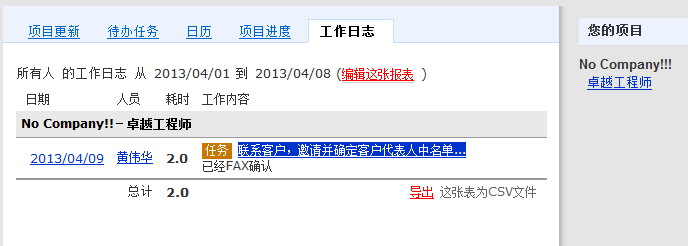 项目更新 待办任务 日历 项目进度 工作日志
所有人 的工作日志 从 2013/04/01 到 2013/04/08 (编辑这张报表 )
日期 人员 耗时 工作内容
No Company!! – 卓越工程师
2013/04/09 黄伟华 2.0 任务 联系客户，邀请并确定客户代表人中名单...
已经FAX确认
总计 2.0 导出 这张表为CSV文件
您的项目
No Company!!!
卓越工程师